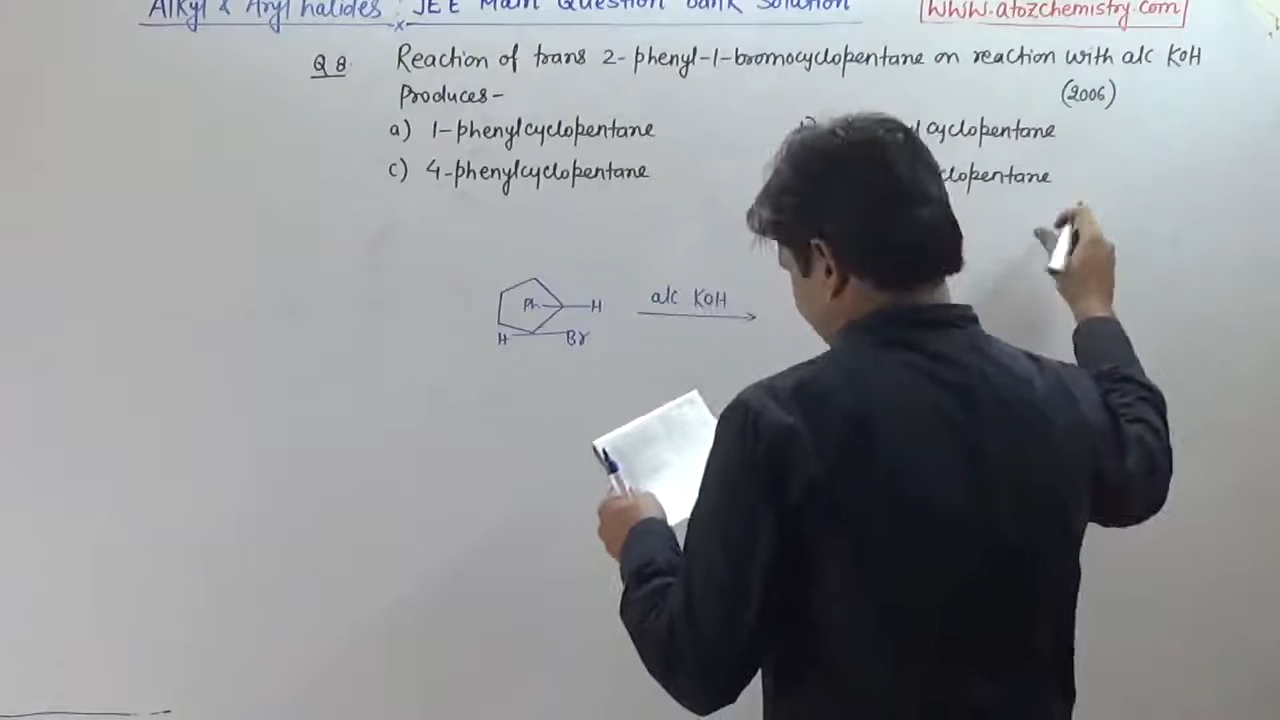 Alkyl & Aryl halides : JEE Main Question Bank Solution
www.atozchemistry.com
Q 8. Reaction of trans 2-phenyl-1-bromocyclopentane on reaction with alc KOH
Produces-
(2006)
a) 1-phenylcyclopentane
cyclopentane
c) 4-phenylcyclopentane
clopentane
Ph H
H Br
alc KOH